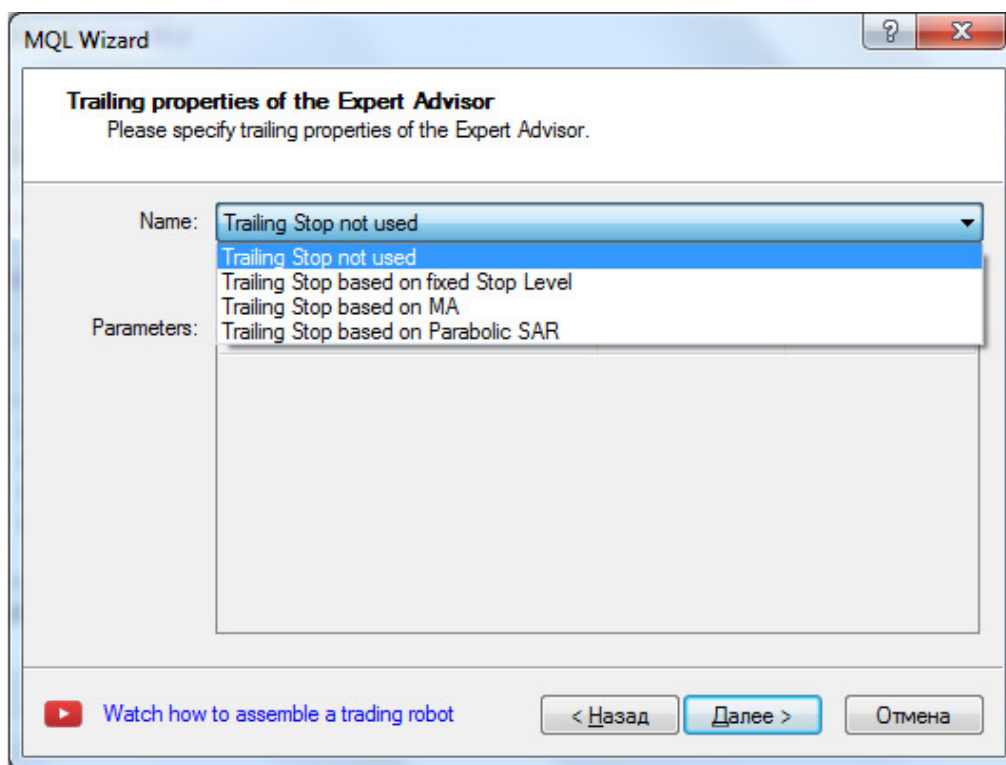 MQL Wizard
Trailing properties of the Expert Advisor
Please specify trailing properties of the Expert Advisor.
Name:
Trailing Stop not used
Trailing Stop not used
Trailing Stop based on fixed Stop Level
Trailing Stop based on MA
Parameters:
Trailing Stop based on Parabolic SAR
Watch how to assemble a trading robot
< Назад
Далее >
Отмена